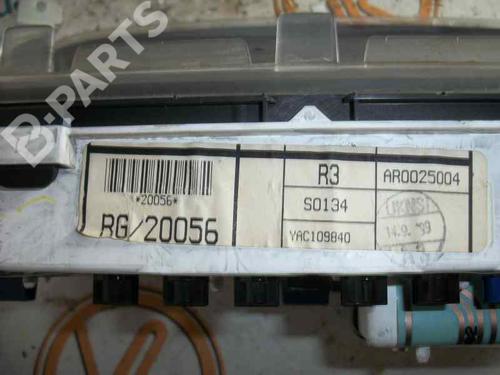 B-PARTS
*20056*
RG/20056
R3
S0134
YAC109840
AR0025004
14.9.'99